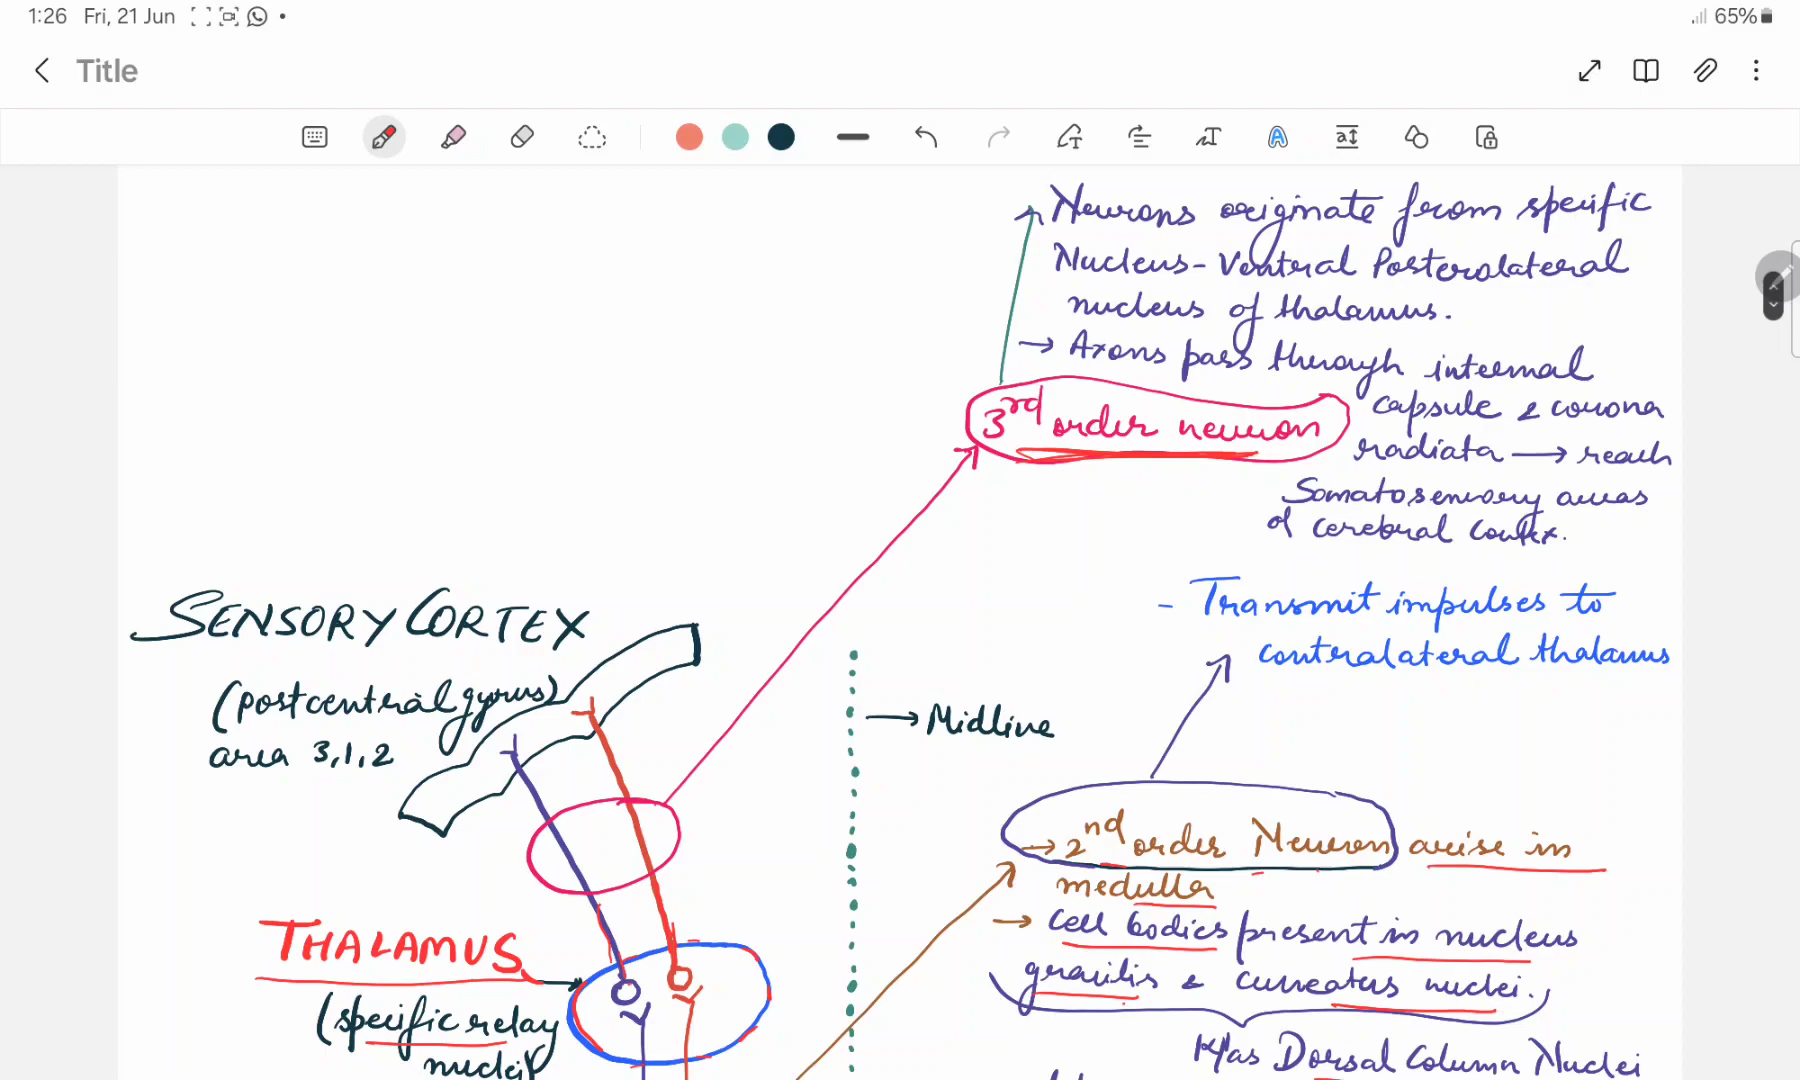 1:26 Fri, 21 Jun
65%
Title
Neurons originate from specific
Nucleus - Ventral Posterolateral
nucleus of thalamus.
→ Axons pass through internal
capsule & corona
radiata → reach
Somatosensory areas
of cerebral cortex.
3rd order neuron
- Transmit impulses to
contralateral thalamus
SENSORY CORTEX
(postcentral gyrus)
area 3,1,2
→ Midline
→ 2nd order Neuron arise in
medulla
→ Cell bodies present in nucleus
gracilis & cuneatus nuclei.
K/as Dorsal Column Nuclei
THALAMUS
(specific relay
nuclei)